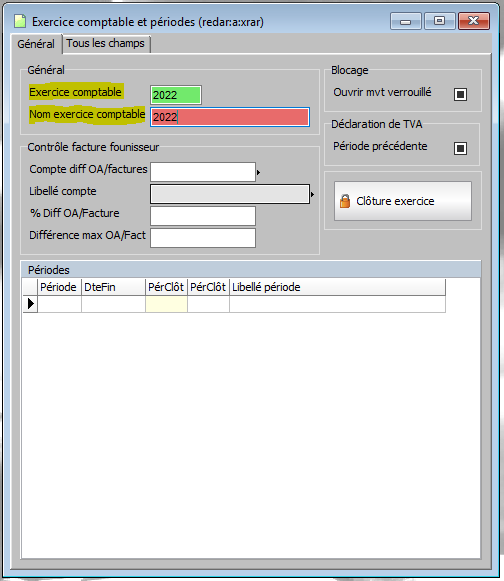 Exercice comptable et périodes (redar:a:xrar)
Général
Tous les champs
Général
Exercice comptable
2022
Nom exercice comptable
2022
Contrôle facture founisseur
Compte diff OA/factures
Libellé compte
% Diff OA/Facture
Différence max OA/Fact
Blocage
Ouvrir mvt verrouillé
Déclaration de TVA
Période précédente
Clôture exercice
Périodes
Période DteFin PérClôt PérClôt Libellé période